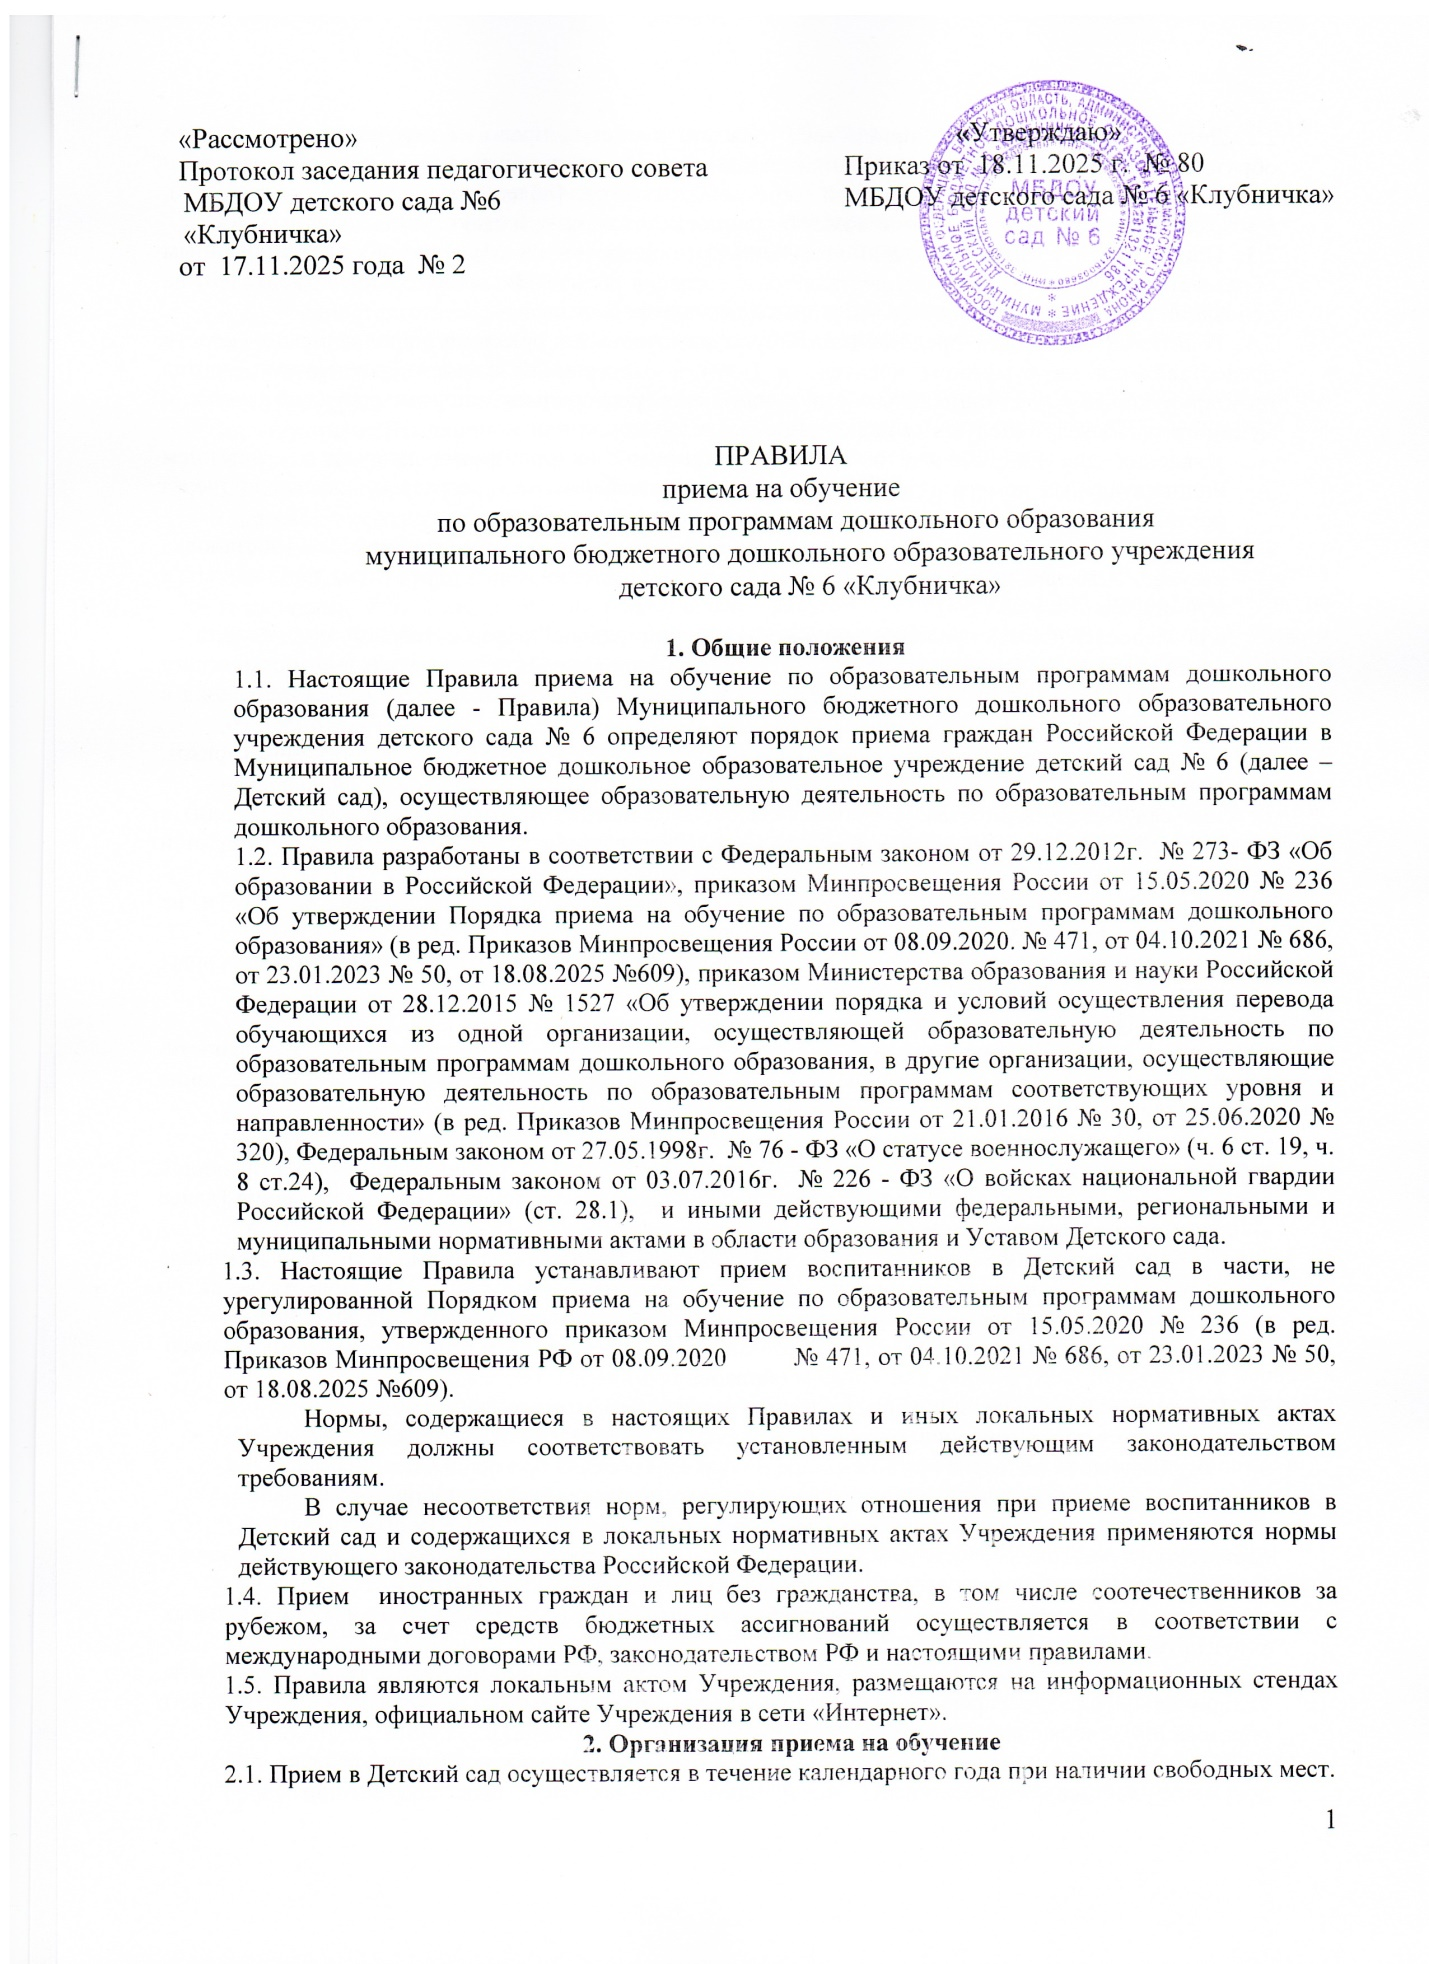 «Рассмотрено»
Протокол заседания педагогического совета
МБДОУ детского сада №6
«Клубничка»
от 17.11.2025 года № 2
«Утверждаю»
Приказ от 18.11.2025 г. № 80
МБДОУ детского сада № 6 «Клубничка»
МБДОУ
детский
сад № 6
ПРАВИЛА
приема на обучение
по образовательным программам дошкольного образования
муниципального бюджетного дошкольного образовательного учреждения
детского сада № 6 «Клубничка»
1. Общие положения
1.1. Настоящие Правила приема на обучение по образовательным программам дошкольного
образования (далее - Правила) Муниципального бюджетного дошкольного образовательного
учреждения детского сада № 6 определяют порядок приема граждан Российской Федерации в
Муниципальное бюджетное дошкольное образовательное учреждение детский сад № 6 (далее –
Детский сад), осуществляющее образовательную деятельность по образовательным программам
дошкольного образования.
1.2. Правила разработаны в соответствии с Федеральным законом от 29.12.2012г. № 273- ФЗ «Об
образовании в Российской Федерации», приказом Минпросвещения России от 15.05.2020 № 236
«Об утверждении Порядка приема на обучение по образовательным программам дошкольного
образования» (в ред. Приказов Минпросвещения России от 08.09.2020. № 471, от 04.10.2021 № 686,
от 23.01.2023 № 50, от 18.08.2025 №609), приказом Министерства образования и науки Российской
Федерации от 28.12.2015 № 1527 «Об утверждении порядка и условий осуществления перевода
обучающихся из одной организации, осуществляющей образовательную деятельность по
образовательным программам дошкольного образования, в другие организации, осуществляющие
образовательную деятельность по образовательным программам соответствующих уровня и
направленности» (в ред. Приказов Минпросвещения России от 21.01.2016 № 30, от 25.06.2020 №
320), Федеральным законом от 27.05.1998г. № 76 - ФЗ «О статусе военнослужащего» (ч. 6 ст. 19, ч.
8 ст.24), Федеральным законом от 03.07.2016г. № 226 - ФЗ «О войсках национальной гвардии
Российской Федерации» (ст. 28.1), и иными действующими федеральными, региональными и
муниципальными нормативными актами в области образования и Уставом Детского сада.
1.3. Настоящие Правила устанавливают прием воспитанников в Детский сад в части, не
урегулированной Порядком приема на обучение по образовательным программам дошкольного
образования, утвержденного приказом Минпросвещения России от 15.05.2020 № 236 (в ред.
Приказов Минпросвещения РФ от 08.09.2020 № 471, от 04.10.2021 № 686, от 23.01.2023 № 50,
от 18.08.2025 №609).
Нормы, содержащиеся в настоящих Правилах и иных локальных нормативных актах
Учреждения должны соответствовать установленным действующим законодательством
требованиям.
В случае несоответствия норм, регулирующих отношения при приеме воспитанников в
Детский сад и содержащихся в локальных нормативных актах Учреждения применяются нормы
действующего законодательства Российской Федерации.
1.4. Прием иностранных граждан и лиц без гражданства, в том числе соотечественников за
рубежом, за счет средств бюджетных ассигнований осуществляется в соответствии с
международными договорами РФ, законодательством РФ и настоящими правилами.
1.5. Правила являются локальным актом Учреждения, размещаются на информационных стендах
Учреждения, официальном сайте Учреждения в сети «Интернет».
2. Организация приема на обучение
2.1. Прием в Детский сад осуществляется в течение календарного года при наличии свободных мест.
1